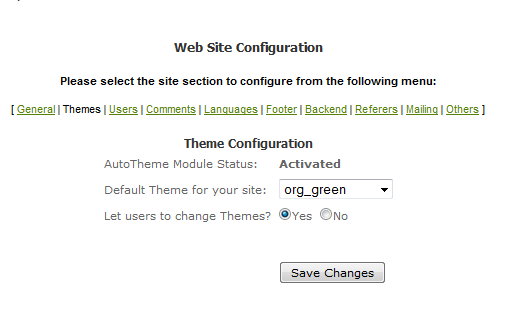 Web Site Configuration
Please select the site section to configure from the following menu:
[ General | Themes | Users | Comments | Languages | Footer | Backend | Referers | Mailing | Others ]
Theme Configuration
AutoTheme Module Status: Activated
Default Theme for your site: org_green
Let users to change Themes? Yes No
Save Changes